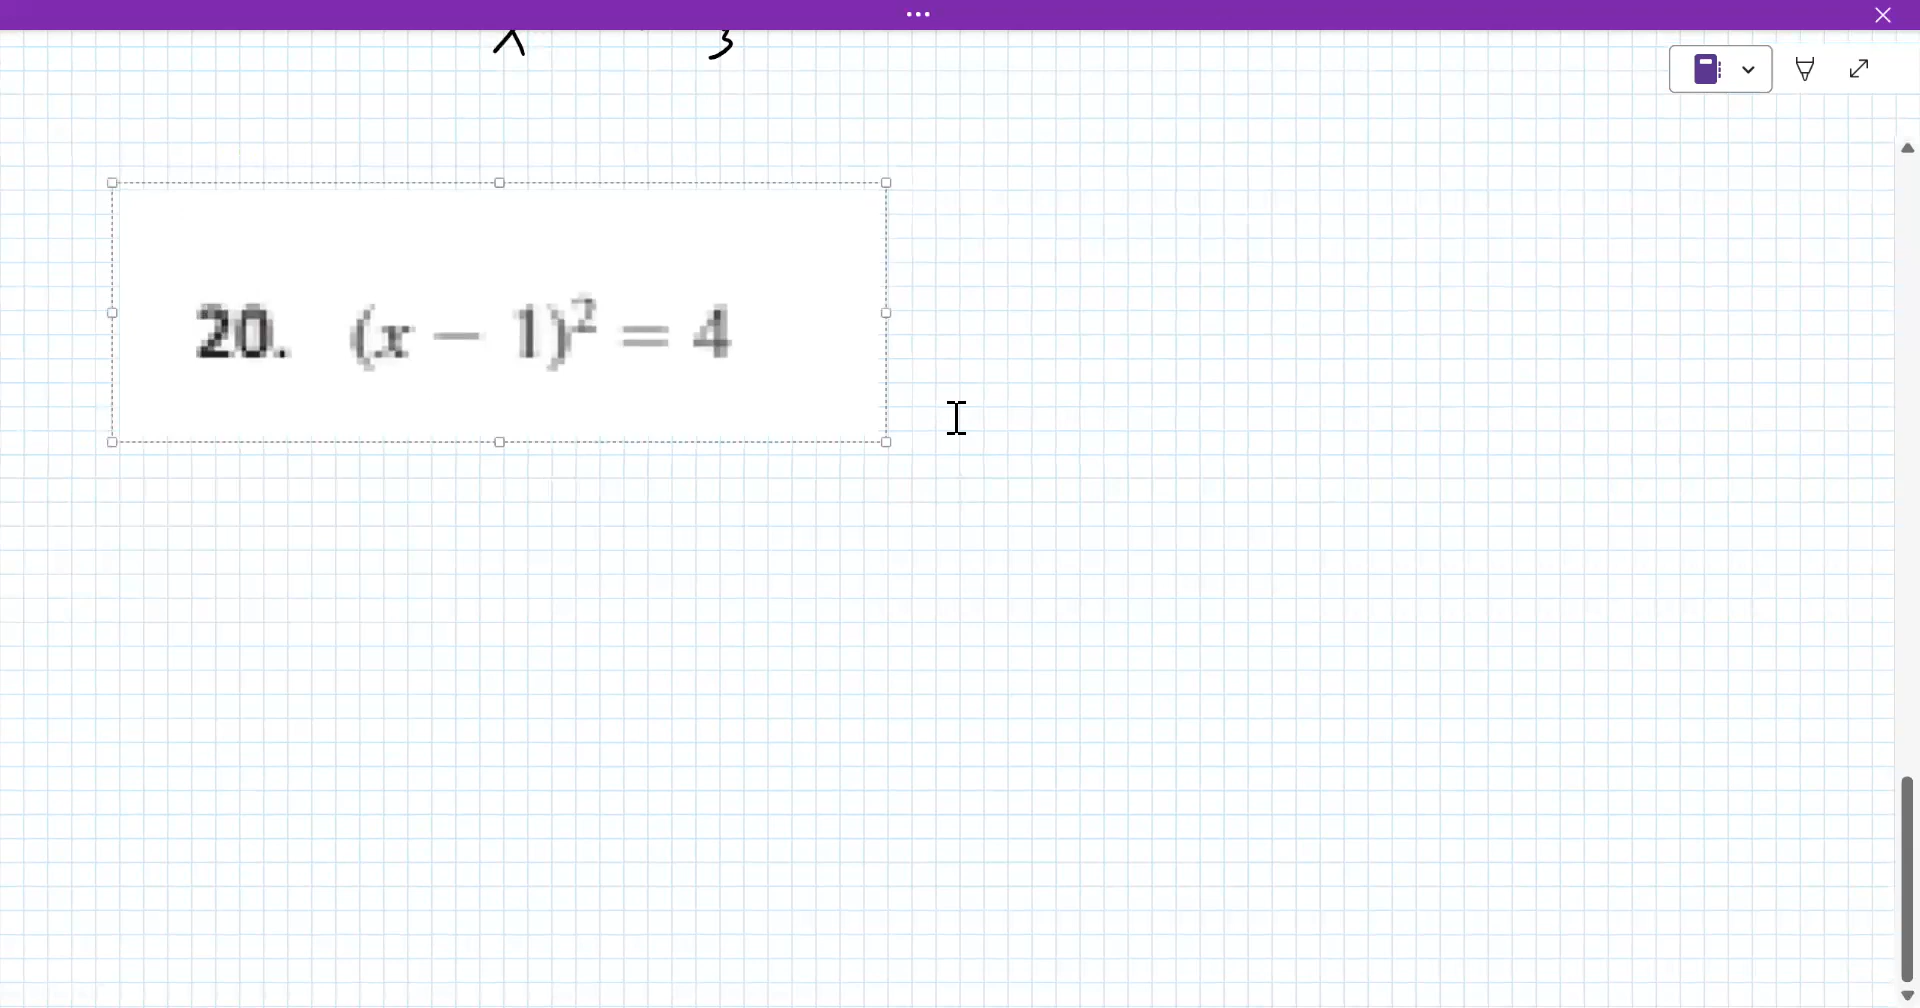 20. (x − 1)² = 4